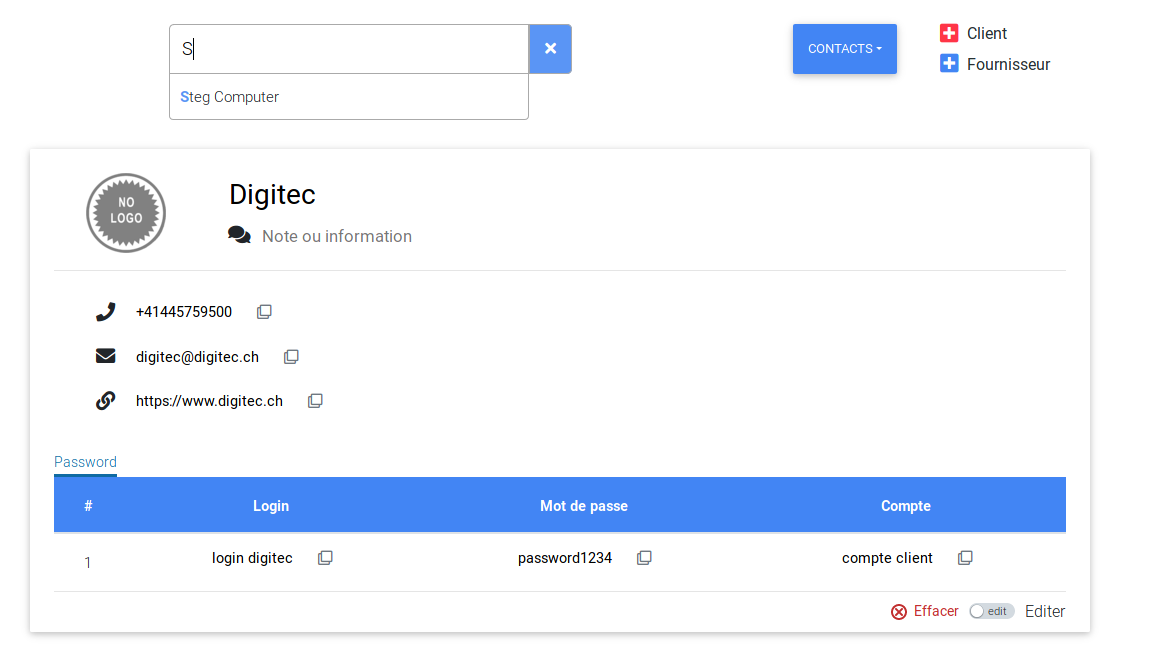 S
CONTACTS
Client
Fournisseur
Steg Computer
NO
LOGO
Digitec
Note ou information
+41445759500
digitec@digitec.ch
https://www.digitec.ch
Password
# Login Mot de passe Compte
1 login digitec password1234 compte client
Effacer edit Editer